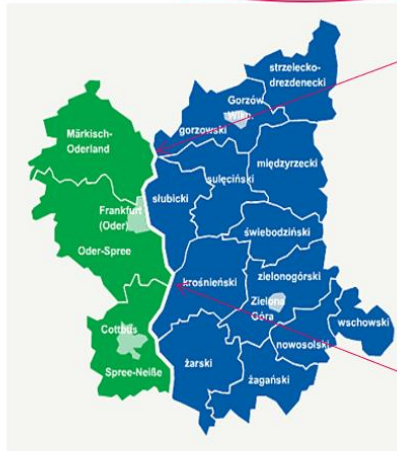 strzelecko-
drezdenecki
Gorzów
Wlkp.
gorzowski
Märkisch-
Oderland
międzyrzecki
sulęciński
słubicki
Frankfurt
(Oder)
świebodziński
Oder-Spree
krośnieński
zielonogórski
Zielona
Góra
wschowski
Cottbus
nowosolski
żarski
Spree-Neiße
żagański